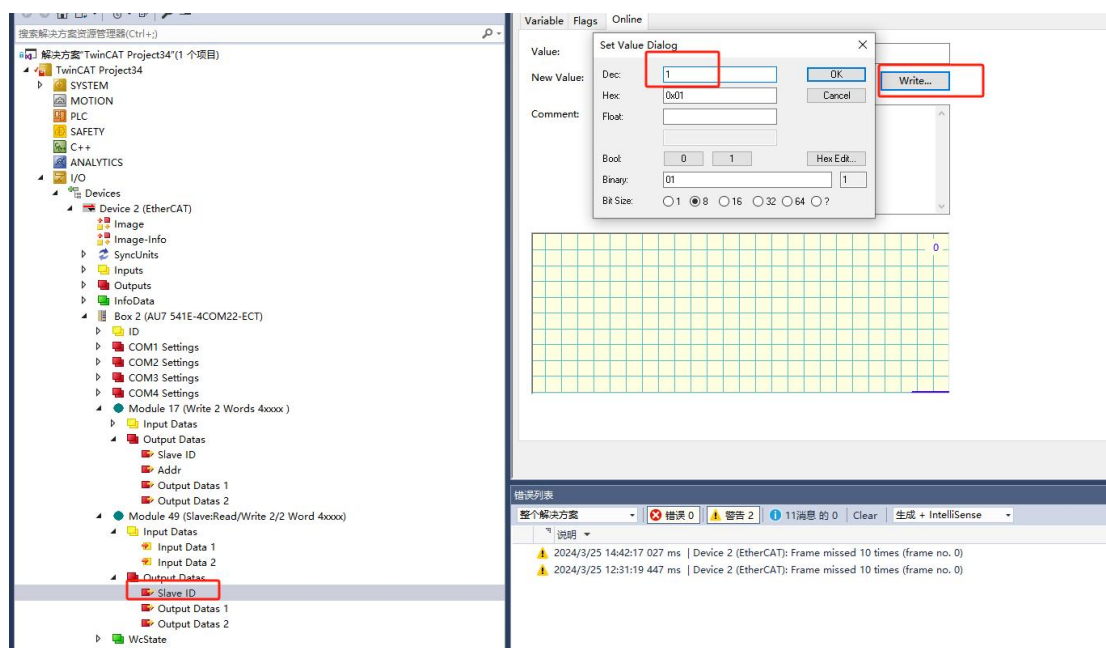 搜索解决方案资源管理器(Ctrl+;)
解决方案"TwinCAT Project34"(1 个项目)
TwinCAT Project34
SYSTEM
MOTION
PLC
SAFETY
C++
ANALYTICS
I/O
Devices
Device 2 (EtherCAT)
Image
Image-Info
SyncUnits
Inputs
Outputs
InfoData
Box 2 (AU7 541E-4COM22-ECT)
ID
COM1 Settings
COM2 Settings
COM3 Settings
COM4 Settings
Module 17 (Write 2 Words 4xxxx )
Input Datas
Output Datas
Slave ID
Addr
Output Datas 1
Output Datas 2
Module 49 (Slave:Read/Write 2/2 Word 4xxxx)
Input Datas
Input Data 1
Input Data 2
Output Datas
Slave ID
Output Datas 1
Output Datas 2
WcState
Variable Flags Online
Value:
New Value: Write...
Comment:
Set Value Dialog
Dec: 1 OK
Hex: 0x01 Cancel
Float:
Bool: 0 1 Hex Edit...
Binary: 01 1
Bit Size: 1 8 16 32 64 ?
0
错误列表
整个解决方案 错误 0 警告 2 11消息 的 0 Clear 生成 + IntelliSense
说明
2024/3/25 14:42:17 027 ms | Device 2 (EtherCAT): Frame missed 10 times (frame no. 0)
2024/3/25 12:31:19 447 ms | Device 2 (EtherCAT): Frame missed 10 times (frame no. 0)